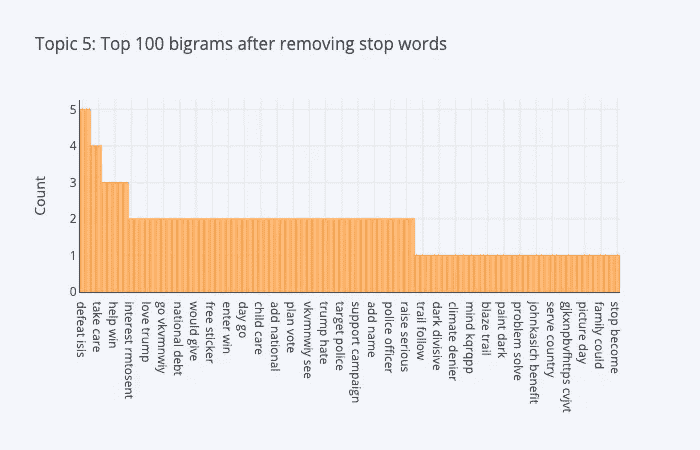 Topic 5: Top 100 bigrams after removing stop words
Count
5
4
3
2
1
0
defeat isis
take care
help win
interest rmtosent
love trump
go vkvmnwiy
national debt
would give
free sticker
enter win
day go
child care
add national
plan vote
vkvmnwiy see
trump hate
target police
support campaign
add name
police officer
raise serious
trail follow
dark divisive
climate denier
mind kqrqpp
blaze trail
paint dark
problem solve
johnkasich benefit
serve country
gjkxnpbvfhttps cvjvt
picture day
family could
stop become